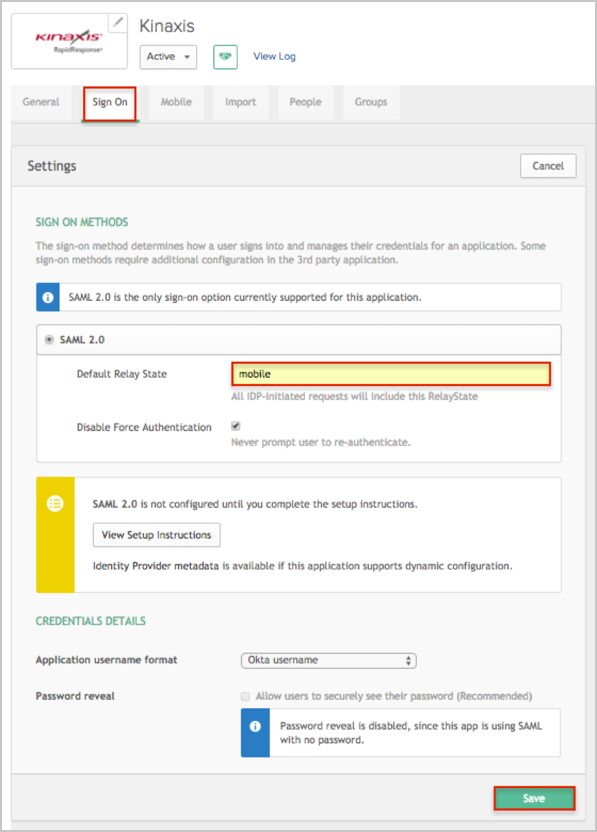 KINAXIS
RapidResponse
Kinaxis
Active
View Log
General Sign On Mobile Import People Groups
Settings
Cancel
SIGN ON METHODS
The sign-on method determines how a user signs into and manages their credentials for an application. Some
sign-on methods require additional configuration in the 3rd party application.
SAML 2.0 is the only sign-on option currently supported for this application.
SAML 2.0
Default Relay State mobile
All IDP-initiated requests will include this RelayState
Disable Force Authentication
Never prompt user to re-authenticate.
SAML 2.0 is not configured until you complete the setup instructions.
View Setup Instructions
Identity Provider metadata is available if this application supports dynamic configuration.
CREDENTIALS DETAILS
Application username format Okta username
Password reveal Allow users to securely see their password (Recommended)
Password reveal is disabled, since this app is using SAML
with no password.
Save